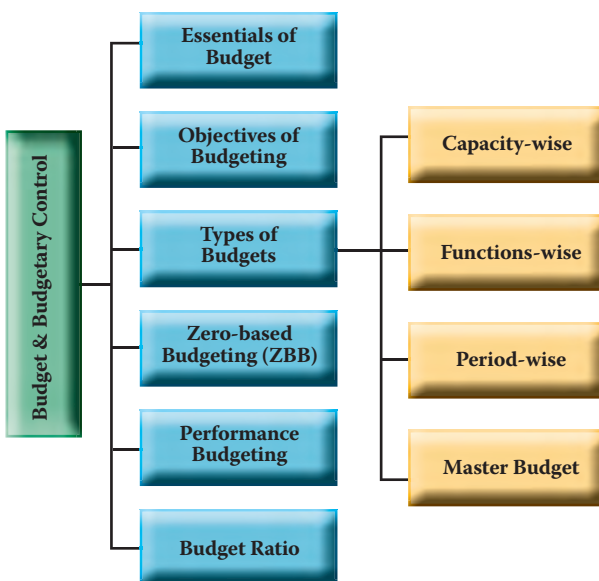 Budget & Budgetary Control
Essentials of
Budget
Objectives of
Budgeting
Types of
Budgets
Zero-based
Budgeting (ZBB)
Performance
Budgeting
Budget Ratio
Capacity-wise
Functions-wise
Period-wise
Master Budget